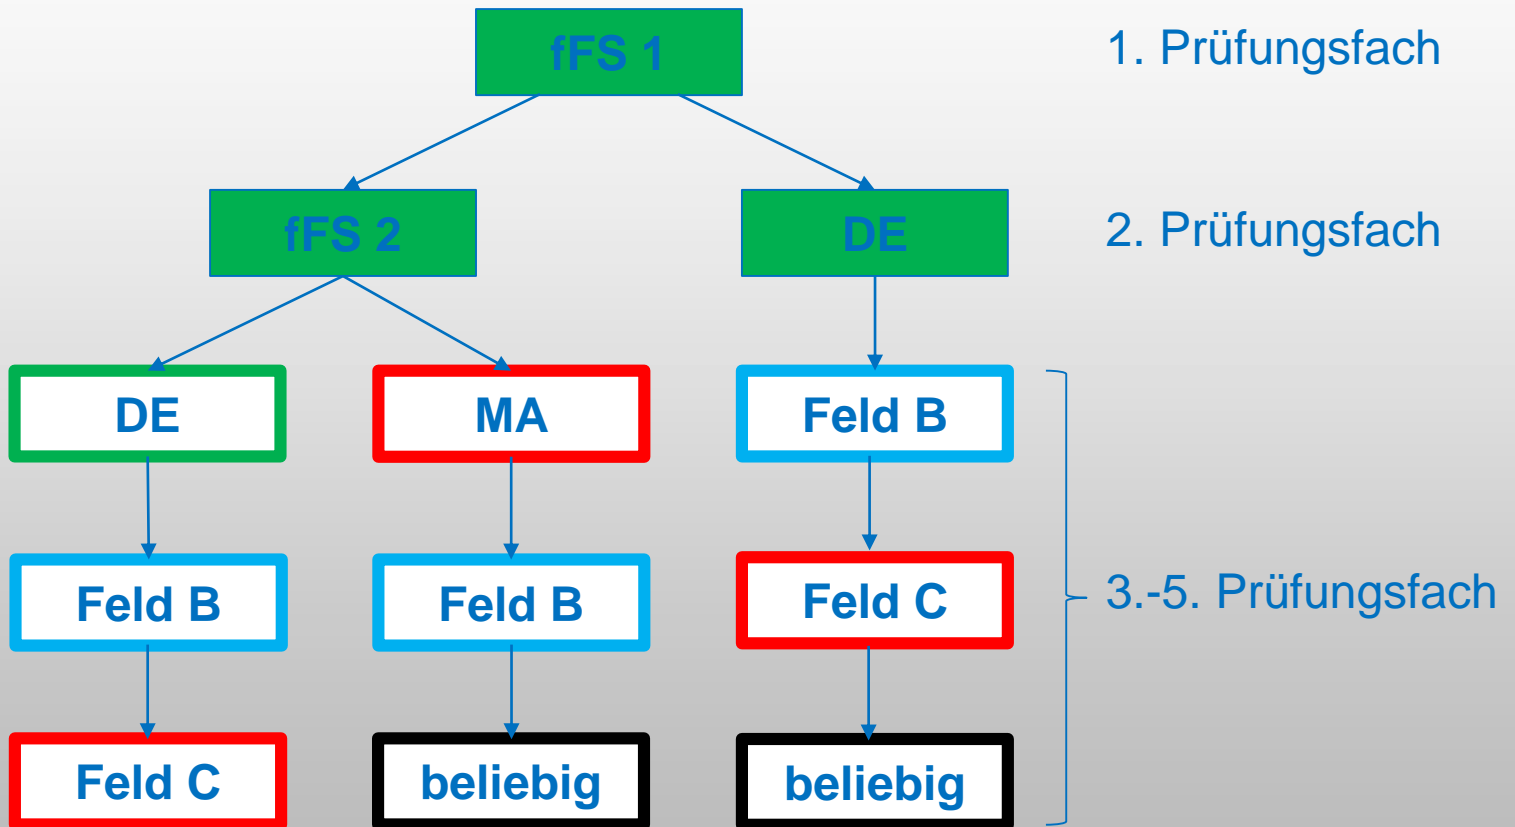 fFS 1
1. Prüfungsfach
fFS 2
DE
2. Prüfungsfach
DE
MA
Feld B
Feld B
Feld B
Feld C
3.-5. Prüfungsfach
Feld C
beliebig
beliebig